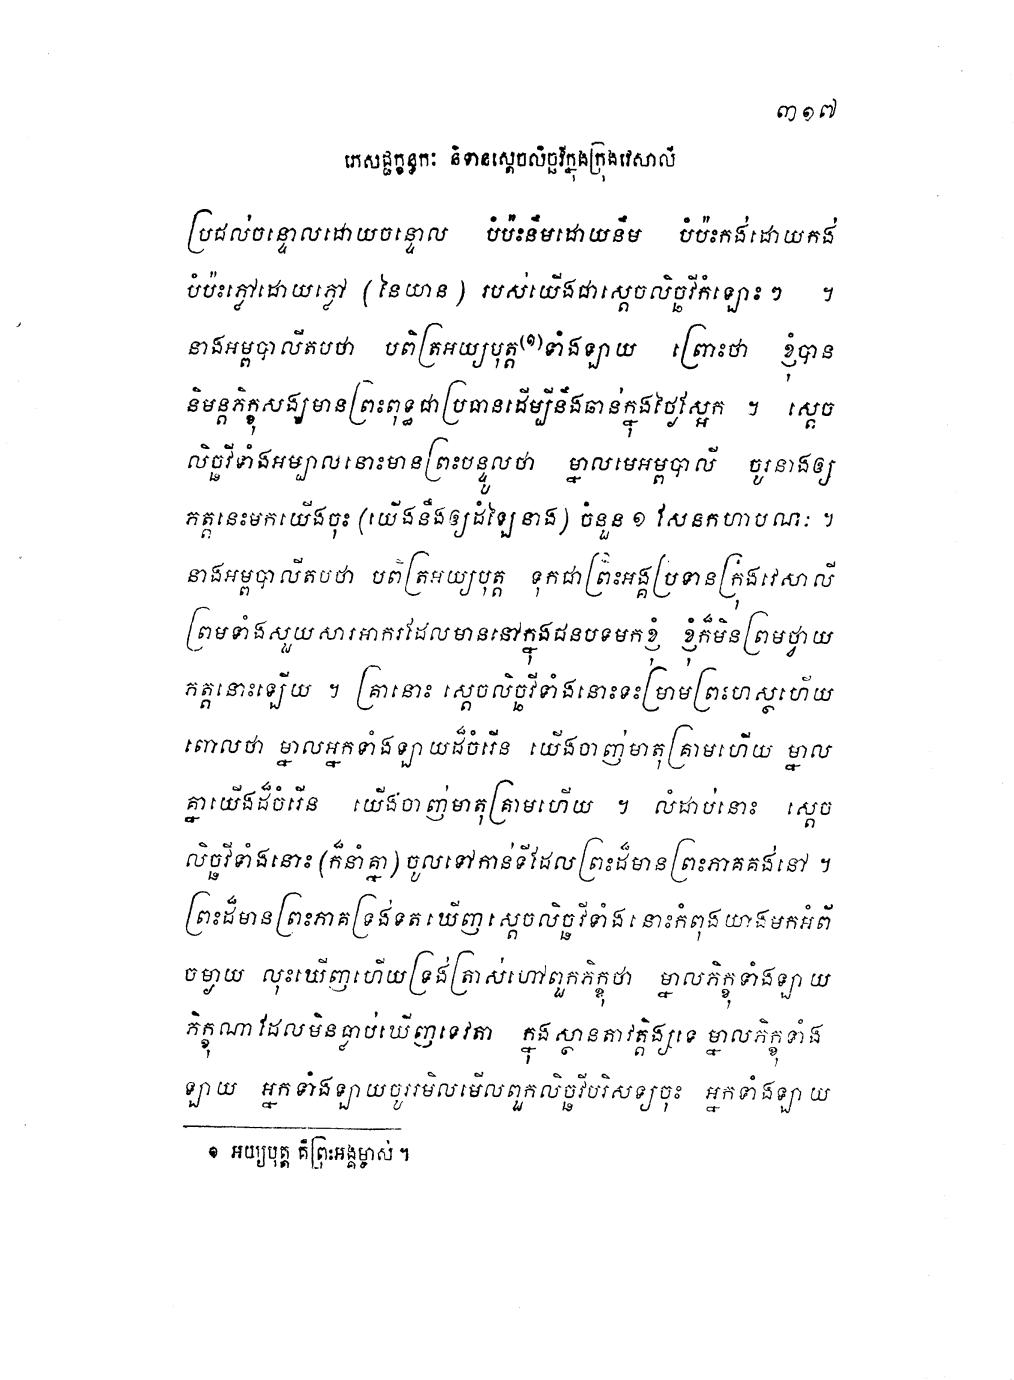 ៣១៧
ភេសជ្ជក្ខន្ធកៈ និទានស្តេចលិច្ឆវីក្នុងក្រុងវេសាលី
ប្រដល់ចន្ទោលដោយចន្ទោល បំប៉ះនឹមដោយនឹម បំប៉ះកង់ដោយកង់
បំប៉ះភ្លៅដោយភ្លៅ (នៃយាន) របស់យើងជាស្តេចលិច្ឆវីកំឡោះៗ ។
នាងអម្ពបាលីតបថា បពិត្រអយ្យបុត្ត(១)ទាំងឡាយ ព្រោះថា ខ្ញុំបាន
និមន្តភិក្ខុសង្ឃមានព្រះពុទ្ធជាប្រធានដើម្បីនឹងឆាន់ក្នុងថ្ងៃស្អែក ។ ស្តេច
លិច្ឆវីទាំងអម្បាលនោះមានព្រះបន្ទូលថា ម្នាលមេអម្ពបាលី ចូរនាងឲ្យ
ភត្តនេះមកយើងចុះ (យើងនឹងឲ្យដំឡៃនាង) ចំនួន ១ សែនកហាបណៈ ។
នាងអម្ពបាលីតបថា បពិត្រអយ្យបុត្ត ទុកជាព្រះអង្គប្រទានក្រុងវេសាលី
ព្រមទាំងសួយសារអាករដែលមាននៅក្នុងជនបទមកខ្ញុំ ខ្ញុំក៏មិនព្រមថ្វាយ
ភត្តនោះឡើយ ។ គ្រានោះ ស្តេចលិច្ឆវីទាំងនោះទះម្រាមព្រះហស្ថហើយ
ពោលថា ម្នាលអ្នកទាំងឡាយដ៏ចំរើន យើងចាញ់មាតុគ្រាមហើយ ម្នាល
គ្នាយើងដ៏ចំរើន យើងចាញ់មាតុគ្រាមហើយ ។ លំដាប់នោះ ស្តេច
លិច្ឆវីទាំងនោះ (ក៏នាំគ្នា) ចូលទៅកាន់ទីដែលព្រះដ៏មានព្រះភាគគង់នៅ ។
ព្រះដ៏មានព្រះភាគទ្រង់ទតឃើញស្តេចលិច្ឆវីទាំងនោះកំពុងយាងមកអំពី
ចម្ងាយ លុះឃើញហើយទ្រង់ត្រាស់ហៅពួកភិក្ខុថា ម្នាលភិក្ខុទាំងឡាយ
ភិក្ខុណាដែលមិនធ្លាប់ឃើញទេវតា ក្នុងស្ថានតាវត្តិង្សទេ ម្នាលភិក្ខុទាំង
ឡាយ អ្នកទាំងឡាយចូររមិលមើលពួកលិច្ឆវីបរិសទ្យចុះ អ្នកទាំងឡាយ
១ អយ្យបុត្ត គឺព្រះអង្គម្ចាស់ ។